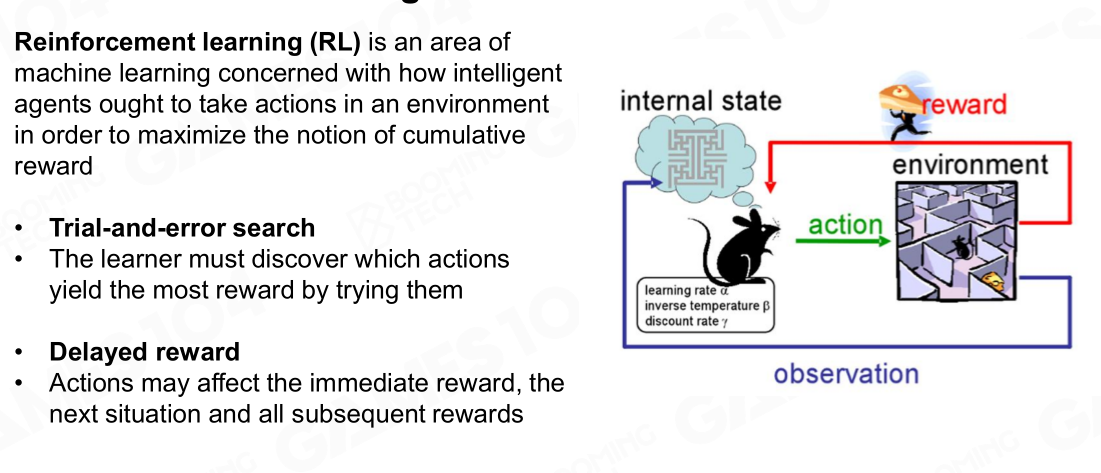 Reinforcement learning (RL) is an area of
machine learning concerned with how intelligent
agents ought to take actions in an environment
in order to maximize the notion of cumulative
reward
• Trial-and-error search
• The learner must discover which actions
yield the most reward by trying them
• Delayed reward
• Actions may affect the immediate reward, the
next situation and all subsequent rewards
internal state
reward
environment
action
learning rate α
inverse temperature β
discount rate γ
observation